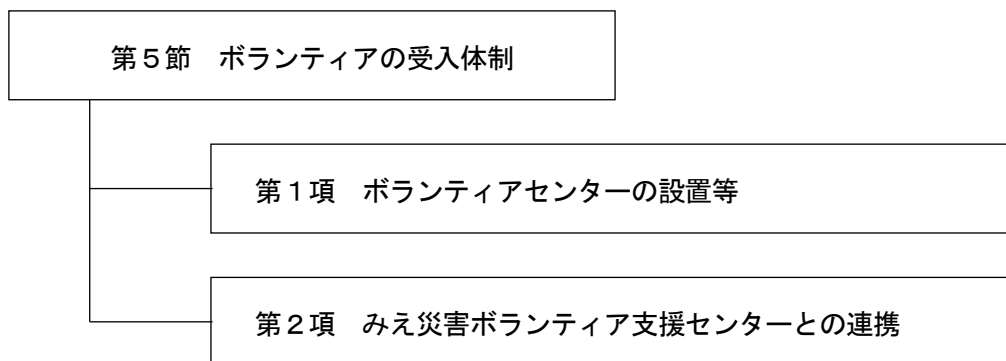 第５節　ボランティアの受入体制
第１項　ボランティアセンターの設置等
第２項　みえ災害ボランティア支援センターとの連携